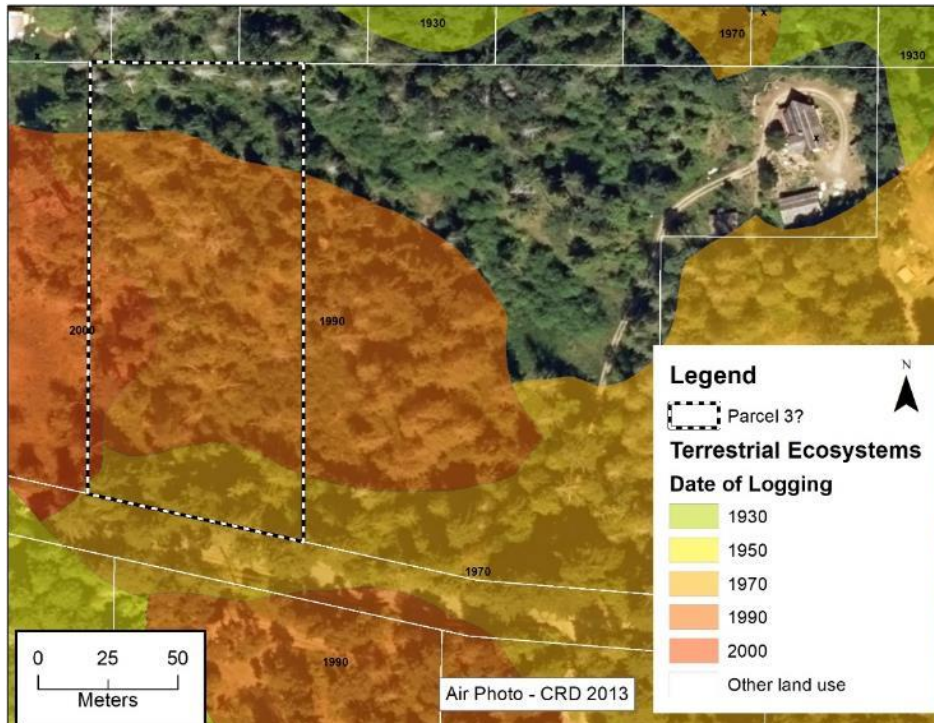 1930
1970
x
x
1930
2000
1990
1970
1990
Legend
N
Parcel 3?
Terrestrial Ecosystems
Date of Logging
1930
1950
1970
1990
2000
Other land use
0 25 50
Meters
Air Photo - CRD 2013